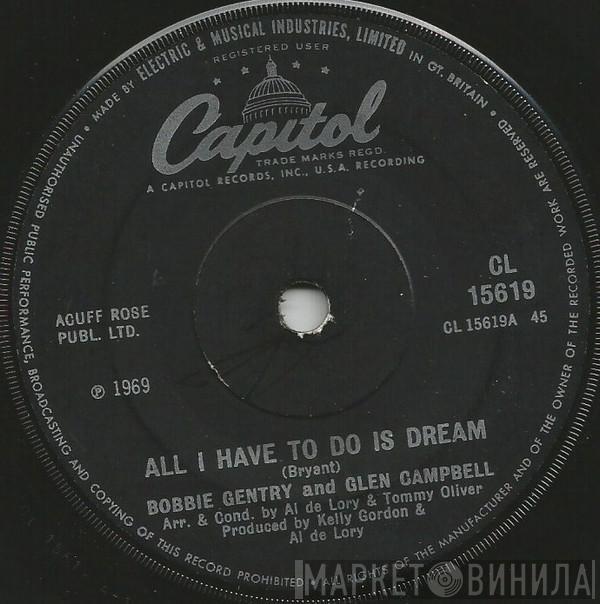 MADE BY ELECTRIC & MUSICAL INDUSTRIES, LIMITED IN GT. BRITAIN • ALL RIGHTS OF THE MANUFACTURER AND OF THE OWNER OF THE RECORDED WORK ARE RESERVED •
UNAUTHORISED PUBLIC PERFORMANCE, BROADCASTING AND COPYING OF THIS RECORD PROHIBITED •
REGISTERED USER
Capitol
TRADE MARKS REGD.
A CAPITOL RECORDS, INC., U.S.A. RECORDING
CL
15619
CL 15619A 45
ACUFF ROSE
PUBL. LTD.
℗ 1969
ALL I HAVE TO DO IS DREAM
(Bryant)
BOBBIE GENTRY and GLEN CAMPBELL
Arr. & Cond. by Al de Lory & Tommy Oliver
Produced by Kelly Gordon &
Al de Lory
МАРКЕТ ВИНИЛА